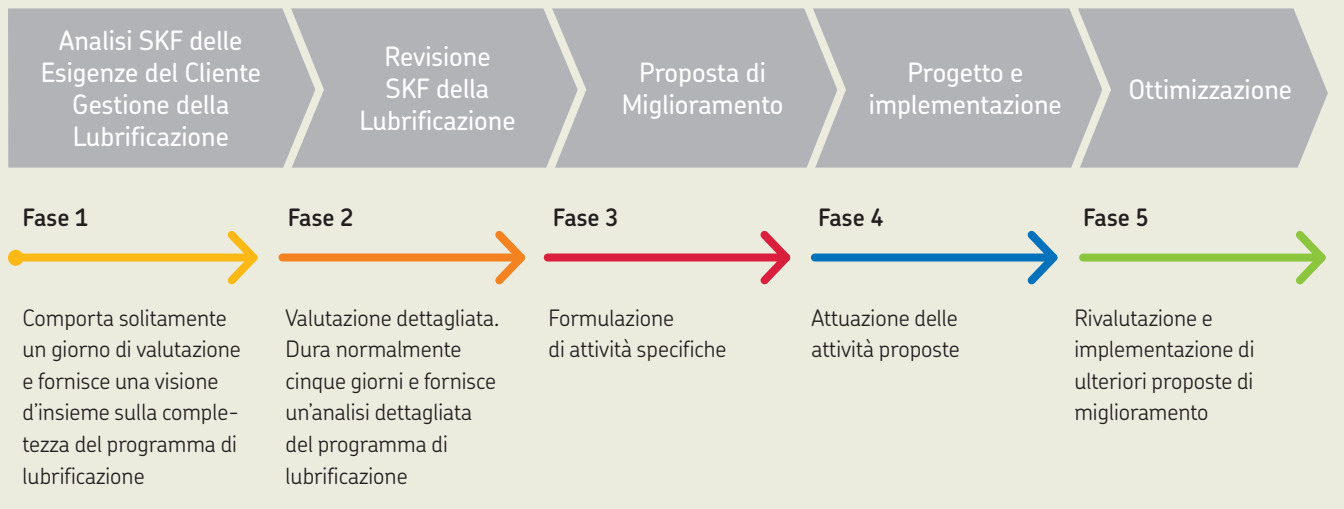 Analisi SKF delle
Esigenze del Cliente
Gestione della
Lubrificazione
Revisione
SKF della
Lubrificazione
Proposta di
Miglioramento
Progetto e
implementazione
Ottimizzazione
Fase 1
Comporta solitamente
un giorno di valutazione
e fornisce una visione
d'insieme sulla comple-
tezza del programma di
lubrificazione
Fase 2
Valutazione dettagliata.
Dura normalmente
cinque giorni e fornisce
un'analisi dettagliata
del programma di
lubrificazione
Fase 3
Formulazione
di attività specifiche
Fase 4
Attuazione delle
attività proposte
Fase 5
Rivalutazione e
implementazione di
ulteriori proposte di
miglioramento